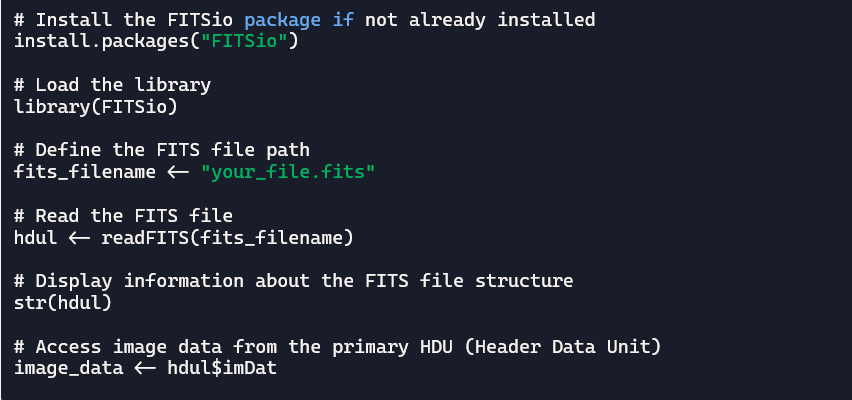 # Install the FITSio package if not already installed
install.packages("FITSio")
# Load the library
library(FITSio)
# Define the FITS file path
fits_filename <- "your_file.fits"
# Read the FITS file
hdul <- readFITS(fits_filename)
# Display information about the FITS file structure
str(hdul)
# Access image data from the primary HDU (Header Data Unit)
image_data <- hdul$imDat